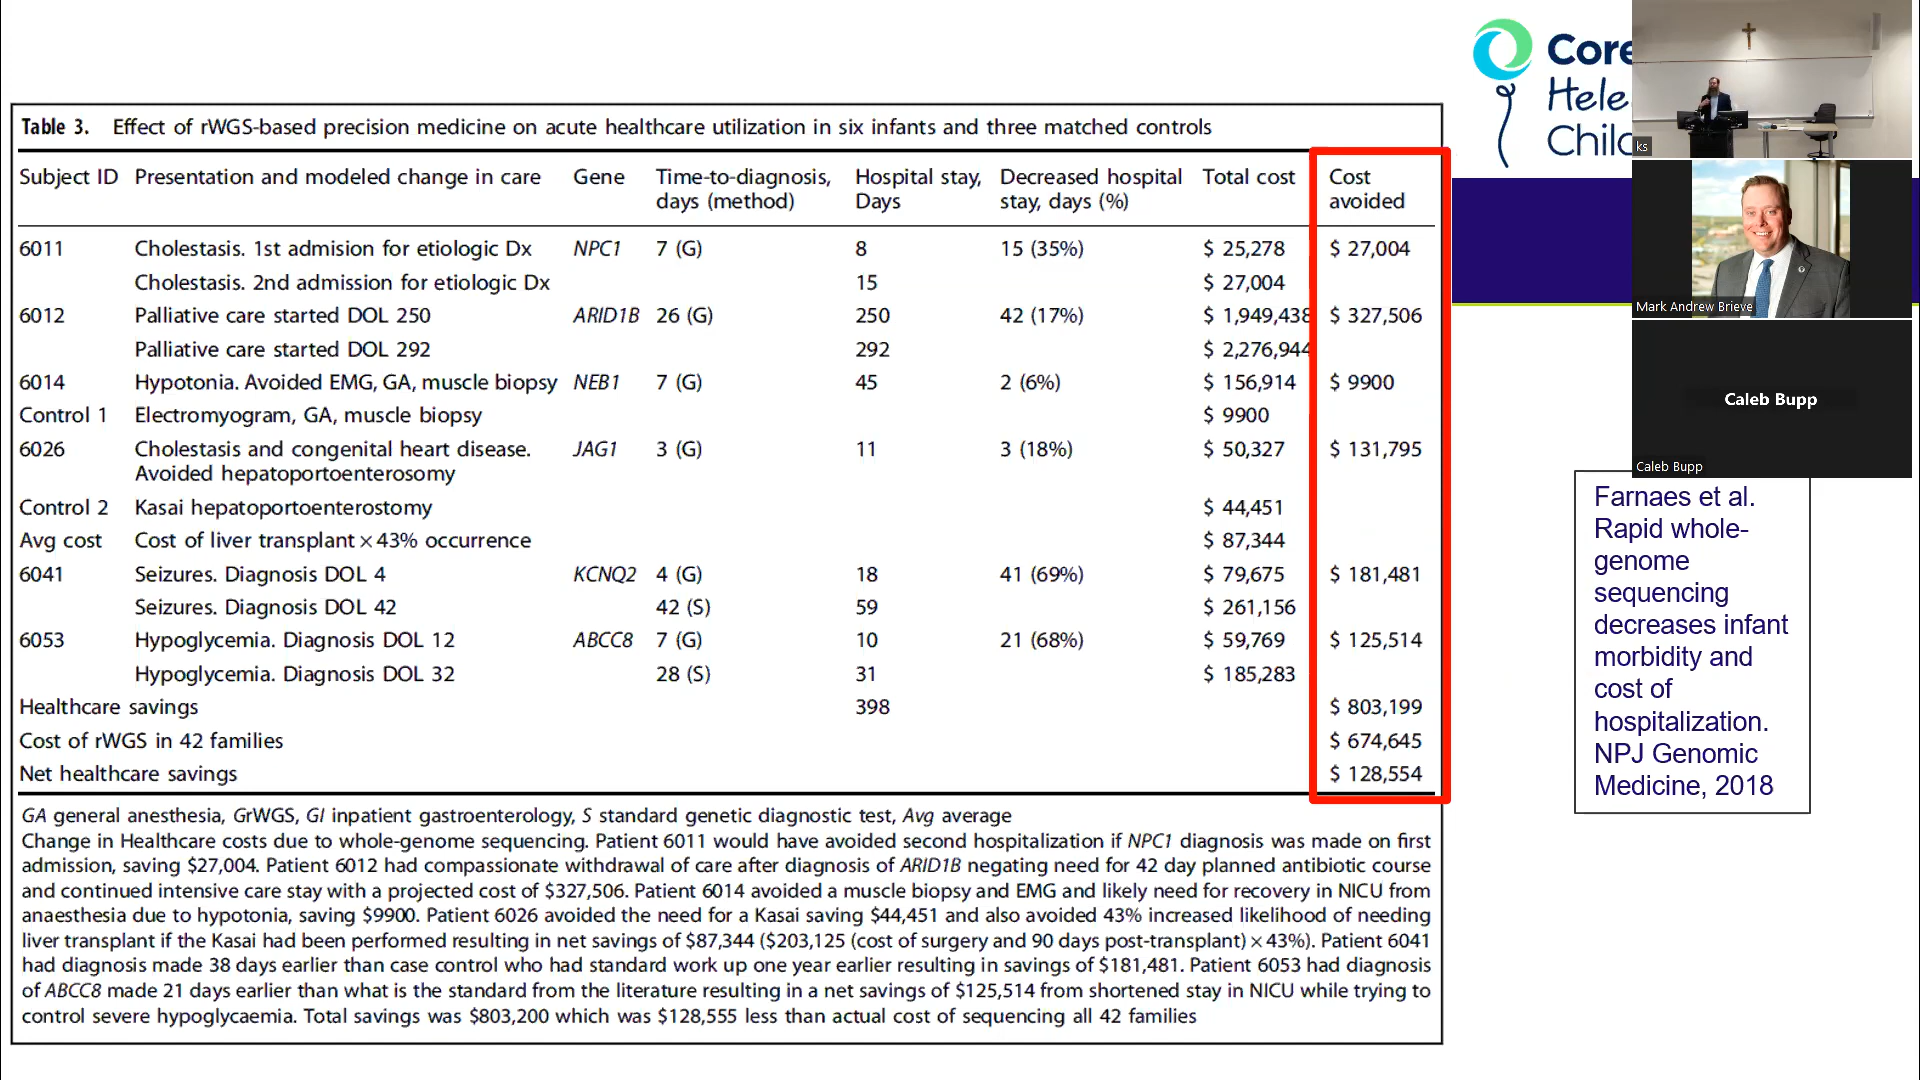 Core
Hele
Chilc
ks
Mark Andrew Brieve
Caleb Bupp
Caleb Bupp
Table 3. Effect of rWGS-based precision medicine on acute healthcare utilization in six infants and three matched controls
Subject ID Presentation and modeled change in care Gene Time-to-diagnosis, Hospital stay, Decreased hospital Total cost Cost
days (method) Days stay, days (%) avoided
6011 Cholestasis. 1st admision for etiologic Dx NPC1 7 (G) 8 15 (35%) $ 25,278 $ 27,004
Cholestasis. 2nd admission for etiologic Dx 15 $ 27,004
6012 Palliative care started DOL 250 ARID1B 26 (G) 250 42 (17%) $ 1,949,438 $ 327,506
Palliative care started DOL 292 292 $ 2,276,944
6014 Hypotonia. Avoided EMG, GA, muscle biopsy NEB1 7 (G) 45 2 (6%) $ 156,914 $ 9900
Control 1 Electromyogram, GA, muscle biopsy $ 9900
6026 Cholestasis and congenital heart disease. JAG1 3 (G) 11 3 (18%) $ 50,327 $ 131,795
Avoided hepatoportoenterosomy
Control 2 Kasai hepatoportoenterostomy $ 44,451
Avg cost Cost of liver transplant × 43% occurrence $ 87,344
6041 Seizures. Diagnosis DOL 4 KCNQ2 4 (G) 18 41 (69%) $ 79,675 $ 181,481
Seizures. Diagnosis DOL 42 42 (S) 59 $ 261,156
6053 Hypoglycemia. Diagnosis DOL 12 ABCC8 7 (G) 10 21 (68%) $ 59,769 $ 125,514
Hypoglycemia. Diagnosis DOL 32 28 (S) 31 $ 185,283
Healthcare savings 398 $ 803,199
Cost of rWGS in 42 families $ 674,645
Net healthcare savings $ 128,554
GA general anesthesia, GrWGS, GI inpatient gastroenterology, S standard genetic diagnostic test, Avg average
Change in Healthcare costs due to whole-genome sequencing. Patient 6011 would have avoided second hospitalization if NPC1 diagnosis was made on first
admission, saving $27,004. Patient 6012 had compassionate withdrawal of care after diagnosis of ARID1B negating need for 42 day planned antibiotic course
and continued intensive care stay with a projected cost of $327,506. Patient 6014 avoided a muscle biopsy and EMG and likely need for recovery in NICU from
anaesthesia due to hypotonia, saving $9900. Patient 6026 avoided the need for a Kasai saving $44,451 and also avoided 43% increased likelihood of needing
liver transplant if the Kasai had been performed resulting in net savings of $87,344 ($203,125 (cost of surgery and 90 days post-transplant) × 43%). Patient 6041
had diagnosis made 38 days earlier than case control who had standard work up one year earlier resulting in savings of $181,481. Patient 6053 had diagnosis
of ABCC8 made 21 days earlier than what is the standard from the literature resulting in a net savings of $125,514 from shortened stay in NICU while trying to
control severe hypoglycaemia. Total savings was $803,200 which was $128,555 less than actual cost of sequencing all 42 families
Farnaes et al.
Rapid whole-
genome
sequencing
decreases infant
morbidity and
cost of
hospitalization.
NPJ Genomic
Medicine, 2018